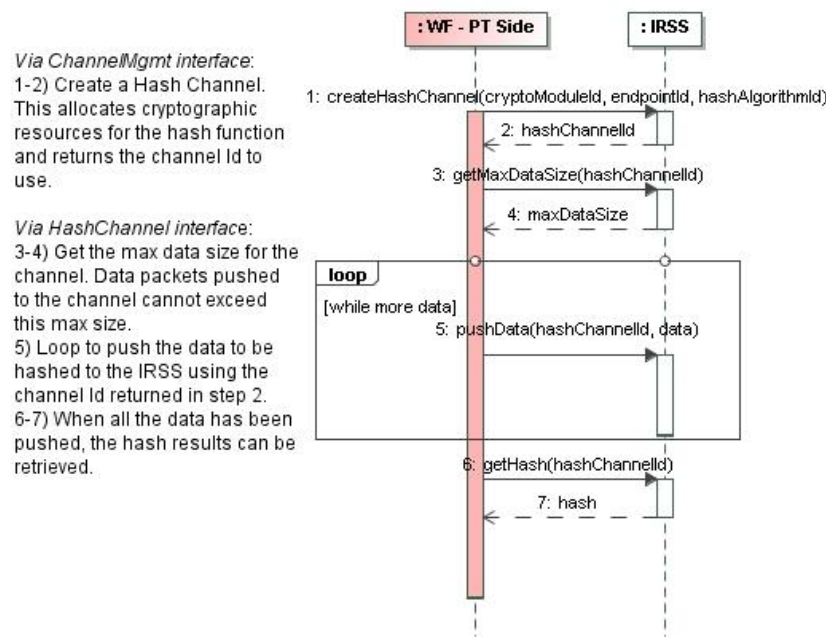 Via ChannelMgmt interface:
1-2) Create a Hash Channel.
This allocates cryptographic
resources for the hash function
and returns the channel Id to
use.
Via HashChannel interface:
3-4) Get the max data size for the
channel. Data packets pushed
to the channel cannot exceed
this max size.
5) Loop to push the data to be
hashed to the IRSS using the
channel Id returned in step 2.
6-7) When all the data has been
pushed, the hash results can be
retrieved.
: WF - PT Side
: IRSS
1: createHashChannel(cryptoModuleId, endpointId, hashAlgorithmId)
2: hashChannelId
3: getMaxDataSize(hashChannelId)
4: maxDataSize
loop
[while more data]
5: pushData(hashChannelId, data)
6: getHash(hashChannelId)
7: hash